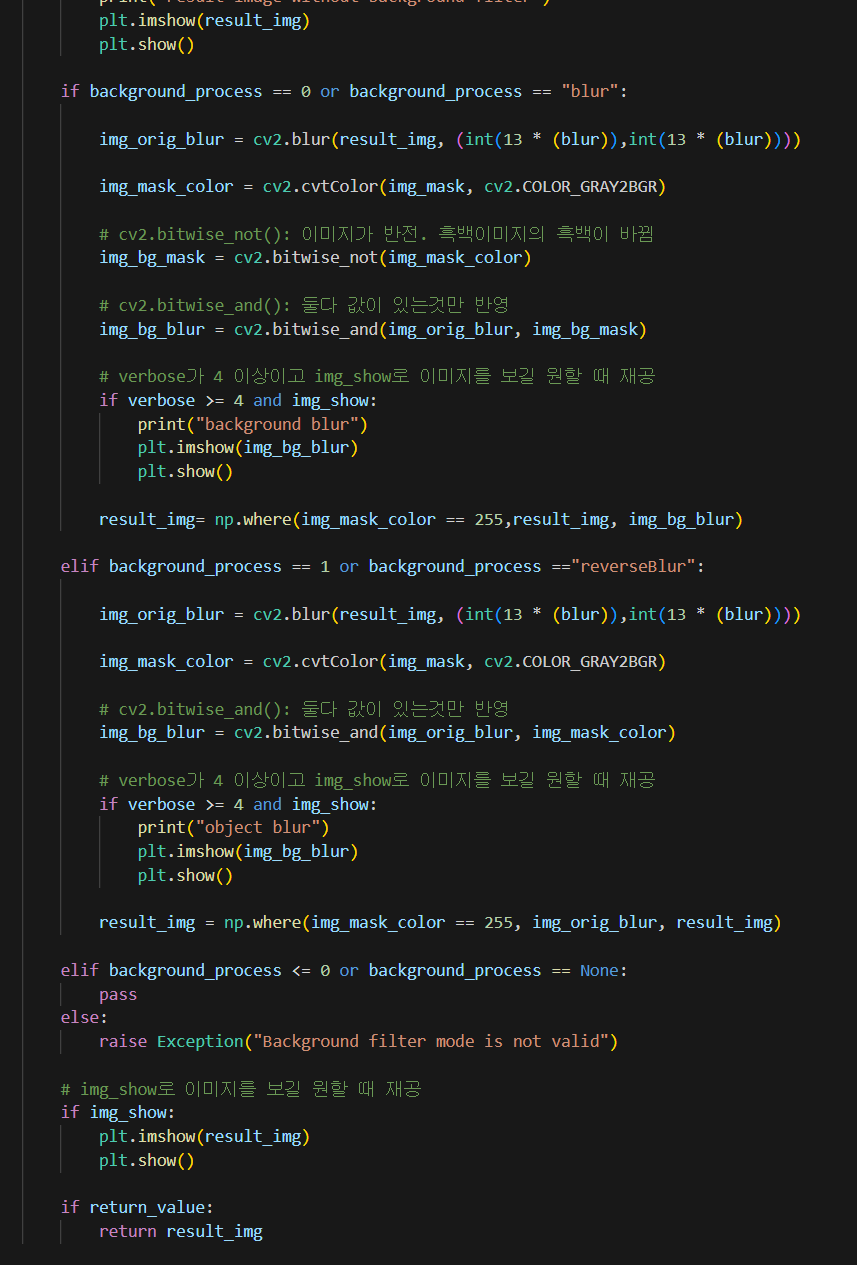 print("result image without background filter")
plt.imshow(result_img)
plt.show()
if background_process == 0 or background_process == "blur":
img_orig_blur = cv2.blur(result_img, (int(13 * (blur)),int(13 * (blur))))
img_mask_color = cv2.cvtColor(img_mask, cv2.COLOR_GRAY2BGR)
# cv2.bitwise_not(): 이미지가 반전. 흑백이미지의 흑백이 바뀜
img_bg_mask = cv2.bitwise_not(img_mask_color)
# cv2.bitwise_and(): 둘다 값이 있는것만 반영
img_bg_blur = cv2.bitwise_and(img_orig_blur, img_bg_mask)
# verbose가 4 이상이고 img_show로 이미지를 보길 원할 때 재공
if verbose >= 4 and img_show:
print("background blur")
plt.imshow(img_bg_blur)
plt.show()
result_img= np.where(img_mask_color == 255,result_img, img_bg_blur)
elif background_process == 1 or background_process =="reverseBlur":
img_orig_blur = cv2.blur(result_img, (int(13 * (blur)),int(13 * (blur))))
img_mask_color = cv2.cvtColor(img_mask, cv2.COLOR_GRAY2BGR)
# cv2.bitwise_and(): 둘다 값이 있는것만 반영
img_bg_blur = cv2.bitwise_and(img_orig_blur, img_mask_color)
# verbose가 4 이상이고 img_show로 이미지를 보길 원할 때 재공
if verbose >= 4 and img_show:
print("object blur")
plt.imshow(img_bg_blur)
plt.show()
result_img = np.where(img_mask_color == 255, img_orig_blur, result_img)
elif background_process <= 0 or background_process == None:
pass
else:
raise Exception("Background filter mode is not valid")
# img_show로 이미지를 보길 원할 때 재공
if img_show:
plt.imshow(result_img)
plt.show()
if return_value:
return result_img